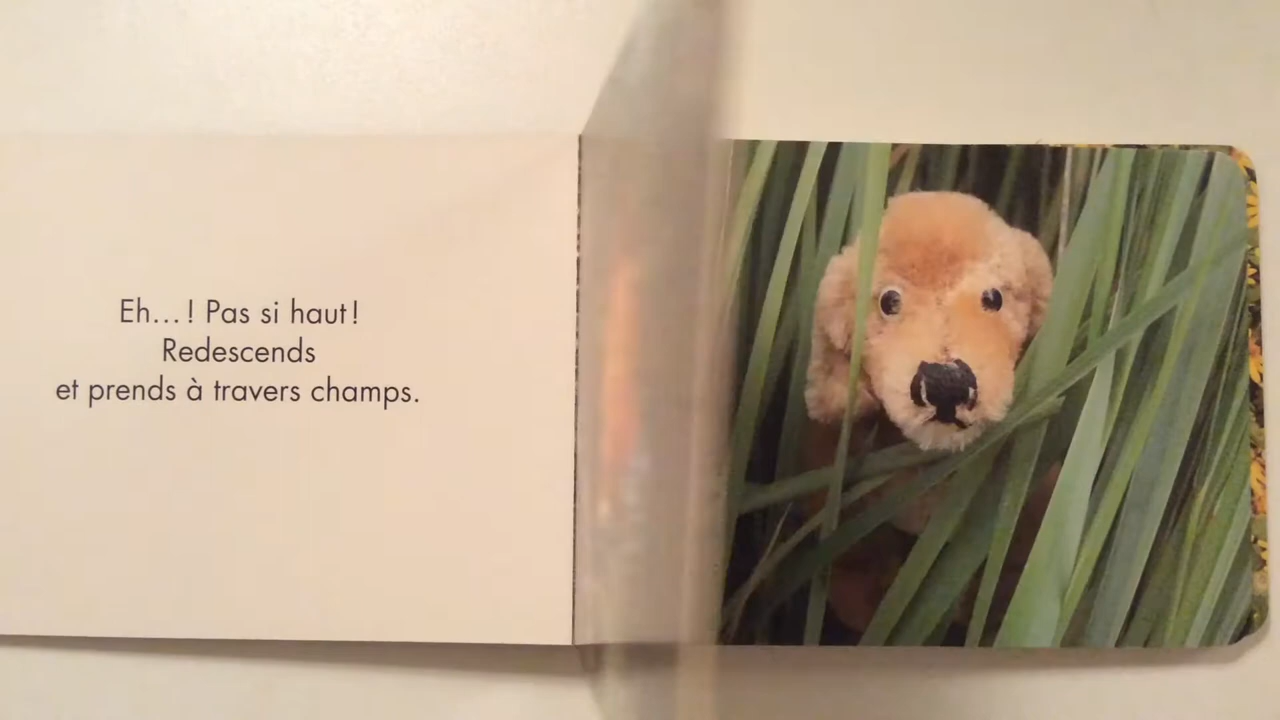 Eh… ! Pas si haut !
Redescends
et prends à travers champs.